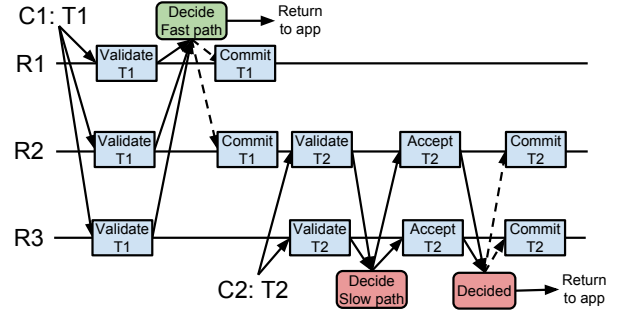 C1: T1
Decide
Fast path
Return
to app
R1
Validate
T1
Commit
T1
R2
Validate
T1
Commit
T1
Validate
T2
Accept
T2
Commit
T2
R3
Validate
T1
Validate
T2
Accept
T2
Commit
T2
C2: T2
Decide
Slow path
Decided
Return
to app